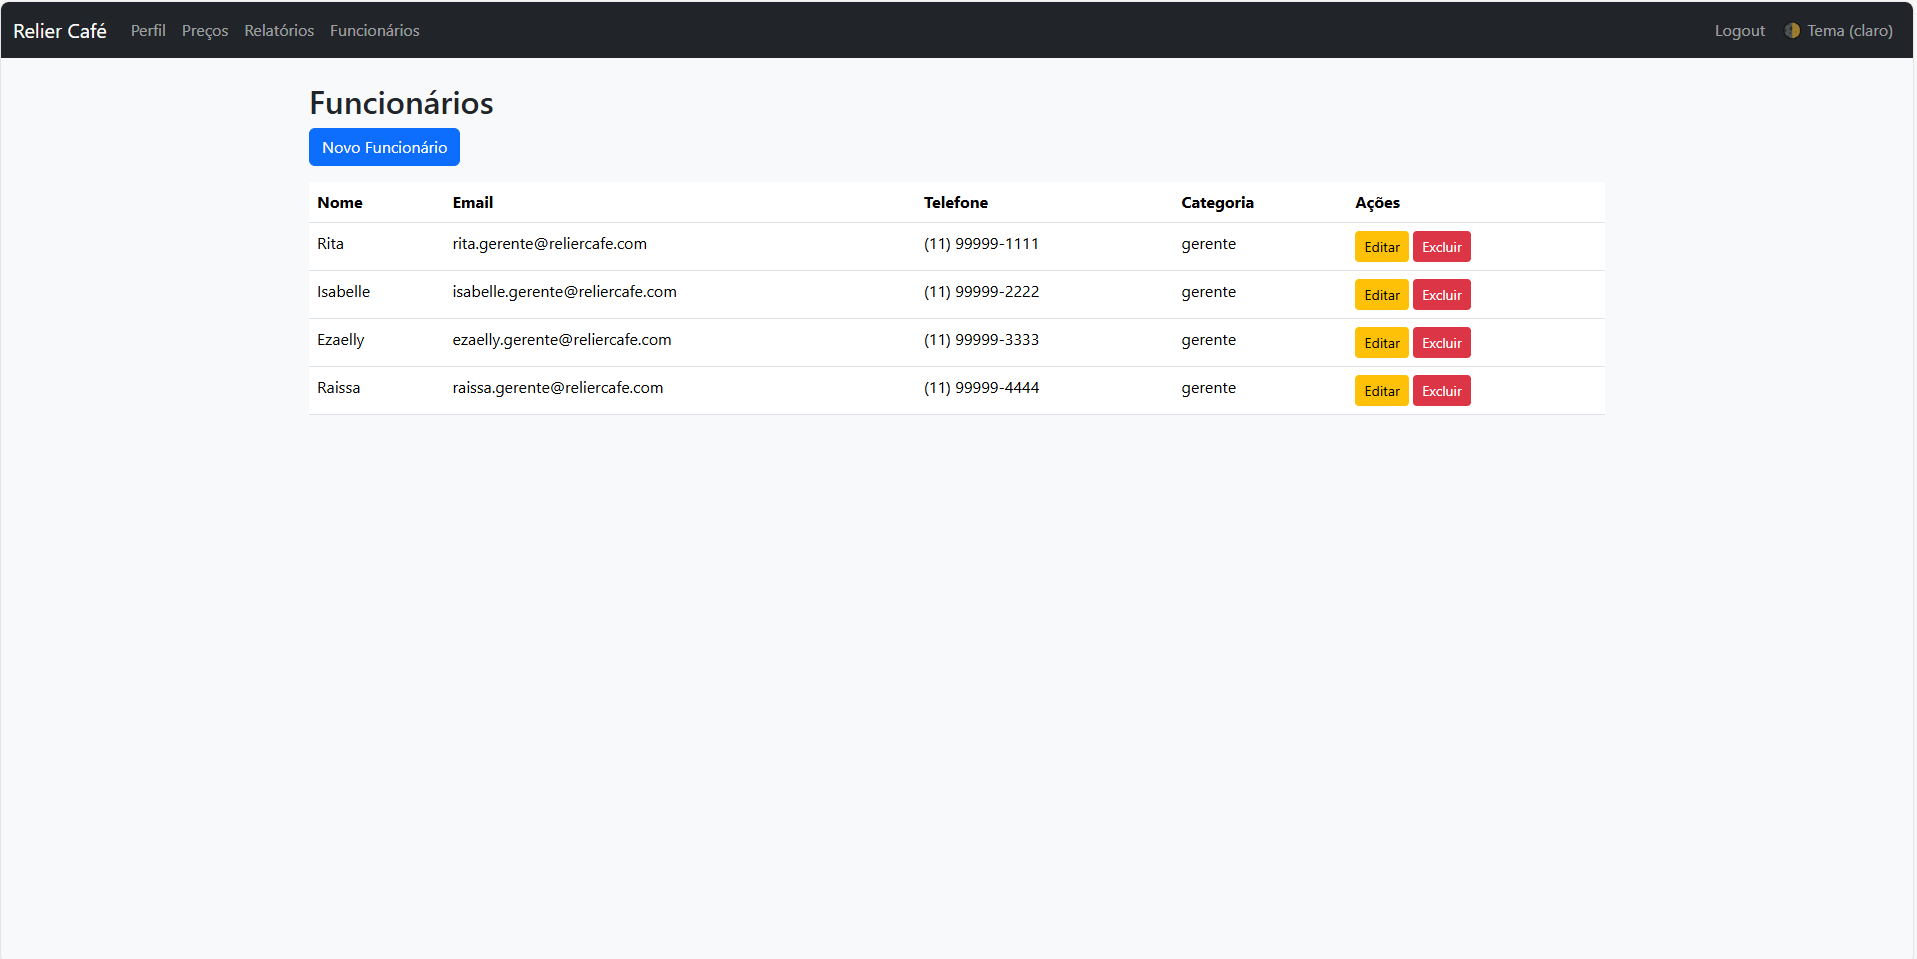 Relier Café Perfil Preços Relatórios Funcionários Logout Tema (claro)
Funcionários
Novo Funcionário
Nome Email Telefone Categoria Ações
Rita rita.gerente@reliercafe.com (11) 99999-1111 gerente Editar Excluir
Isabelle isabelle.gerente@reliercafe.com (11) 99999-2222 gerente Editar Excluir
Ezaelly ezaelly.gerente@reliercafe.com (11) 99999-3333 gerente Editar Excluir
Raissa raissa.gerente@reliercafe.com (11) 99999-4444 gerente Editar Excluir